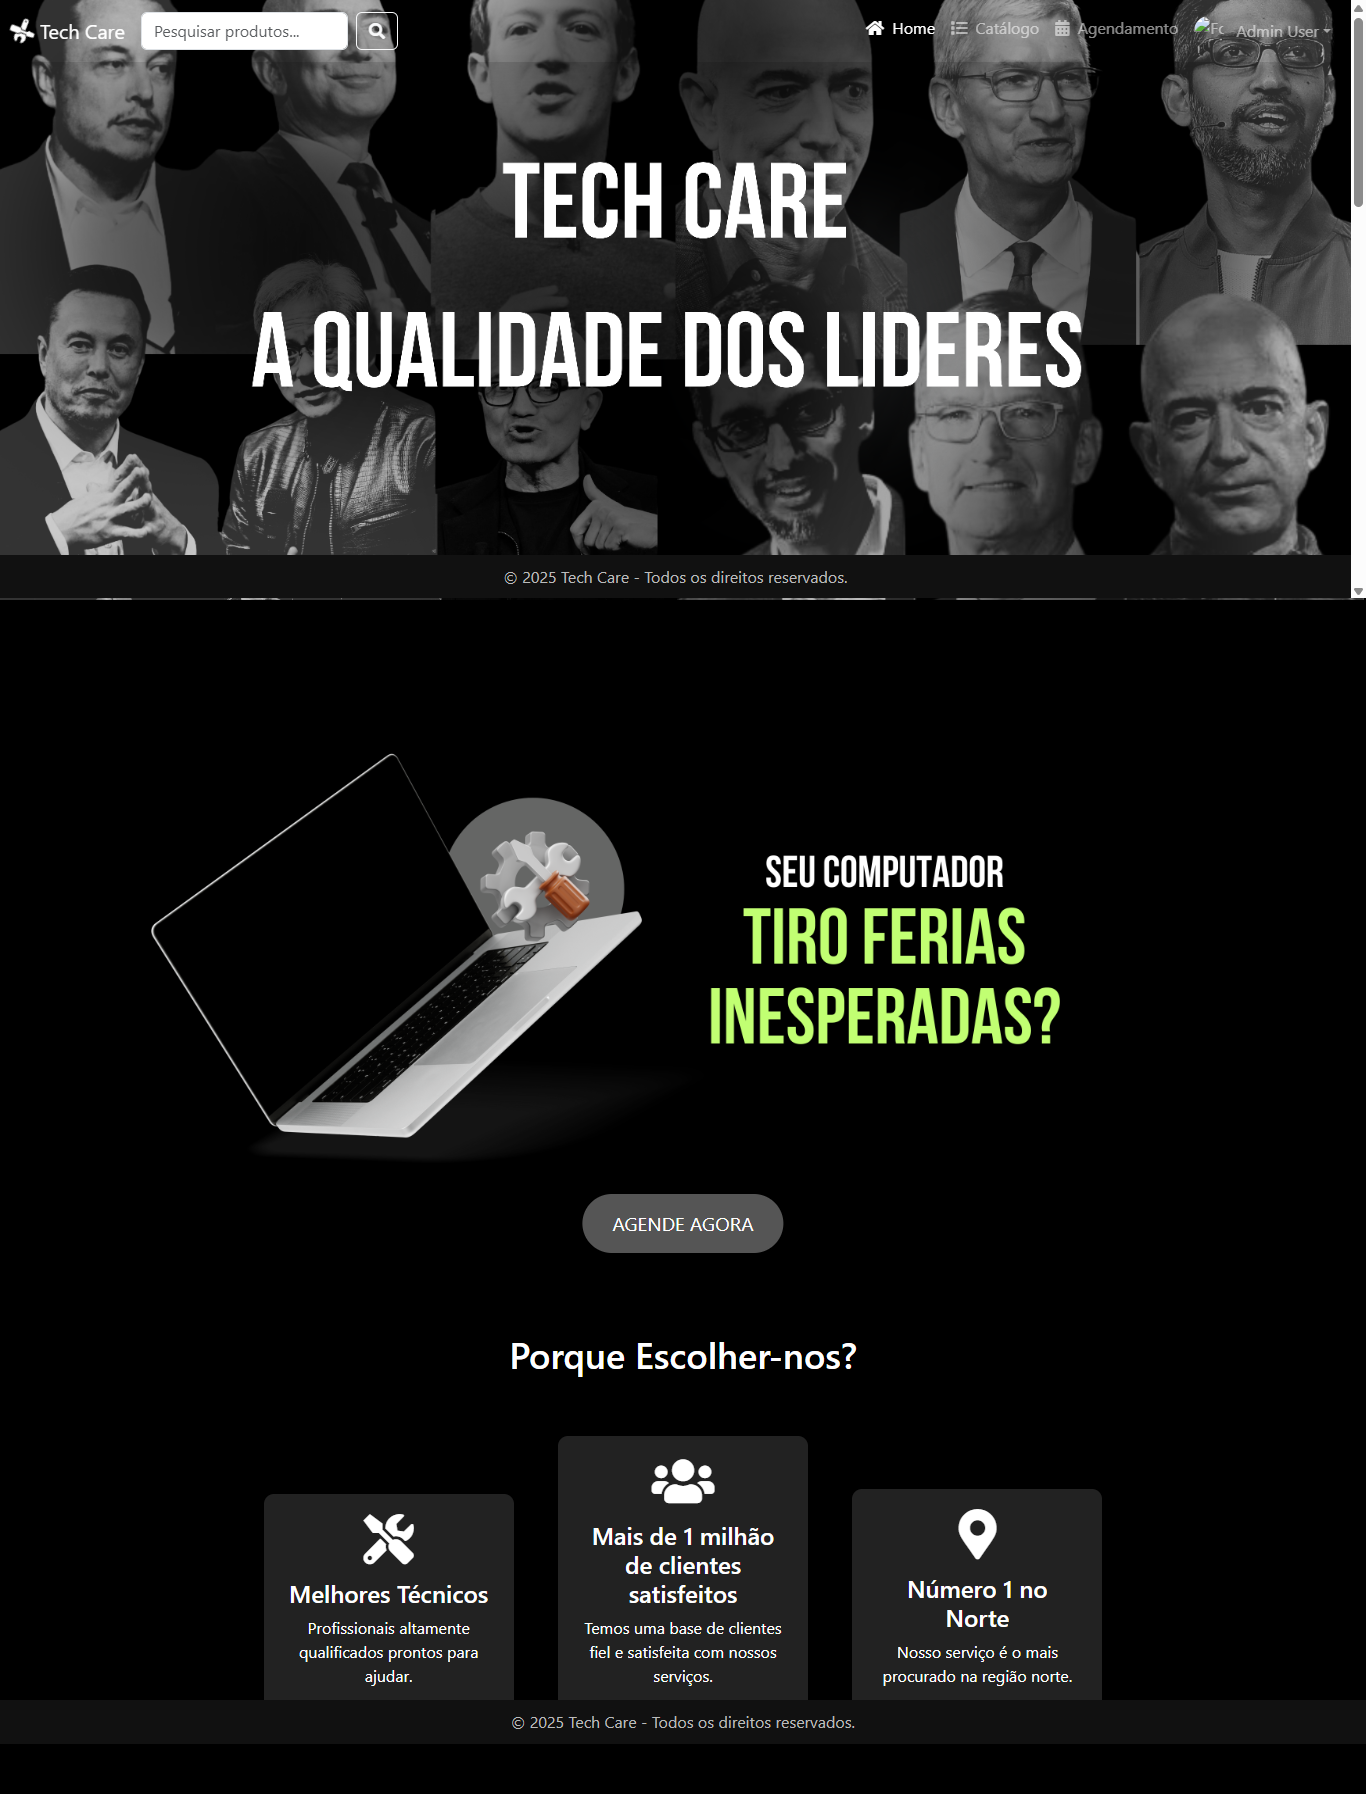 Tech Care
Pesquisar produtos...
Home
Catálogo
Agendamento
Admin User
TECH CARE
A QUALIDADE DOS LIDERES
© 2025 Tech Care - Todos os direitos reservados.
SEU COMPUTADOR
TIRO FERIAS
INESPERADAS?
AGENDE AGORA
Porque Escolher-nos?
Melhores Técnicos
Profissionais altamente
qualificados prontos para
ajudar.
Mais de 1 milhão
de clientes
satisfeitos
Temos uma base de clientes
fiel e satisfeita com nossos
serviços.
Número 1 no
Norte
Nosso serviço é o mais
procurado na região norte.
© 2025 Tech Care - Todos os direitos reservados.